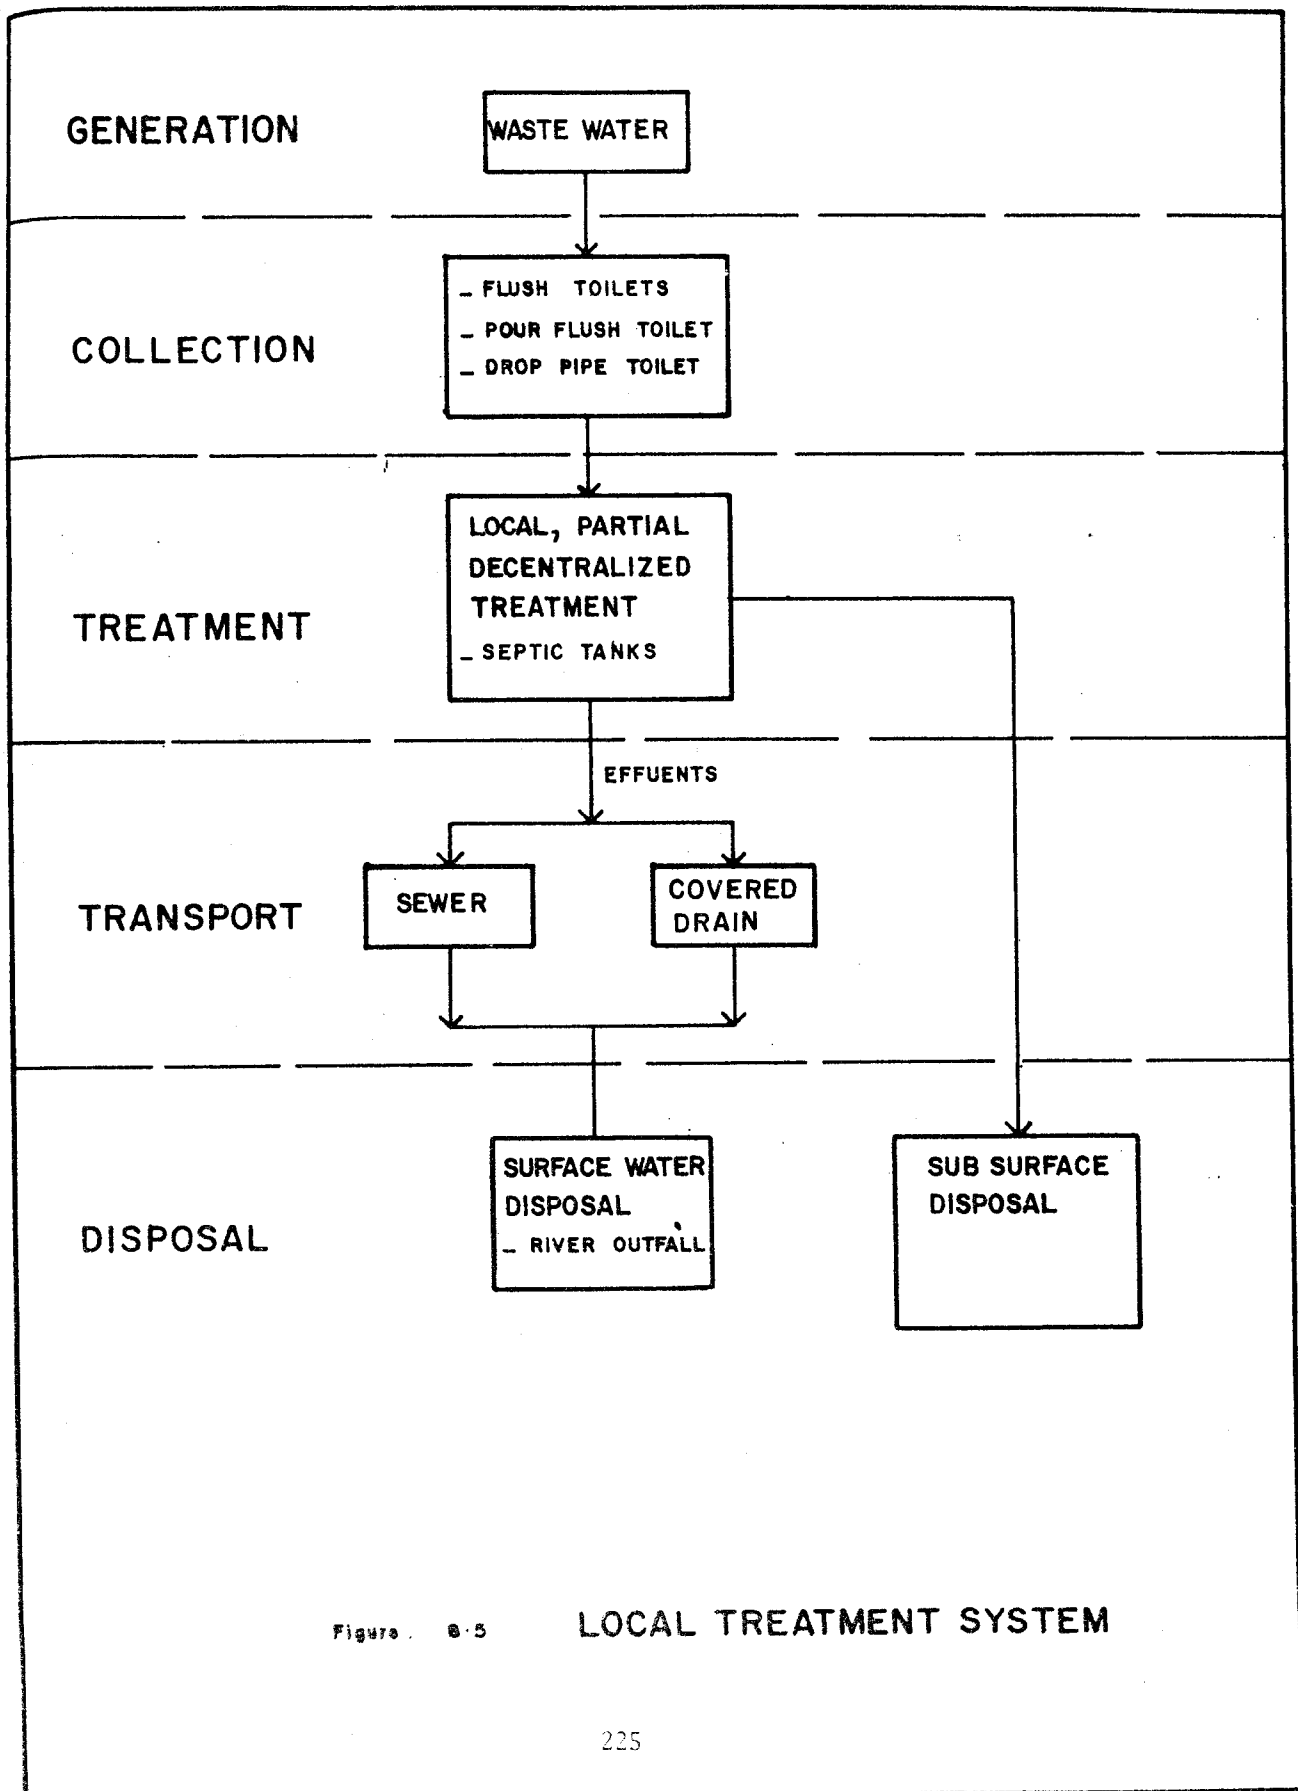 GENERATION
WASTE WATER
COLLECTION
– FLUSH TOILETS
– POUR FLUSH TOILET
– DROP PIPE TOILET
TREATMENT
LOCAL, PARTIAL
DECENTRALIZED
TREATMENT
– SEPTIC TANKS
EFFUENTS
TRANSPORT
SEWER
COVERED
DRAIN
DISPOSAL
SURFACE WATER
DISPOSAL
– RIVER OUTFALL
SUB SURFACE
DISPOSAL
Figure. LOCAL TREATMENT SYSTEM
225